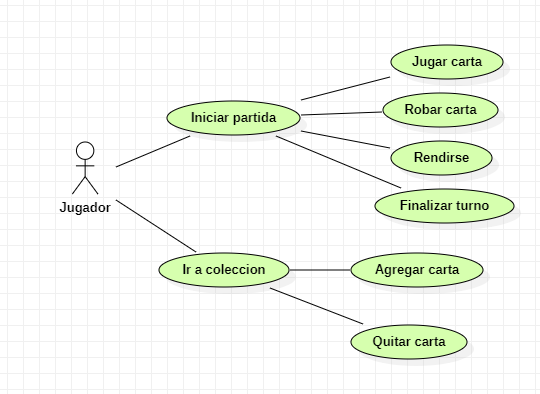 Jugar carta
Robar carta
Iniciar partida
Rendirse
Finalizar turno
Jugador
Ir a coleccion
Agregar carta
Quitar carta